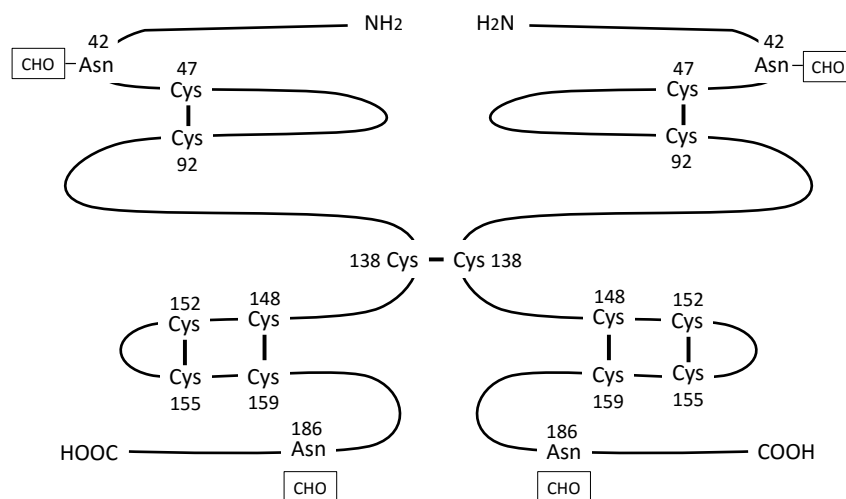 NH2 H2N
42 42
CHO Asn Asn CHO
47 47
Cys Cys
Cys Cys
92 92
138 Cys Cys 138
152 148 148 152
Cys Cys Cys Cys
Cys Cys Cys Cys
155 159 159 155
186 186
HOOC Asn Asn COOH
CHO CHO